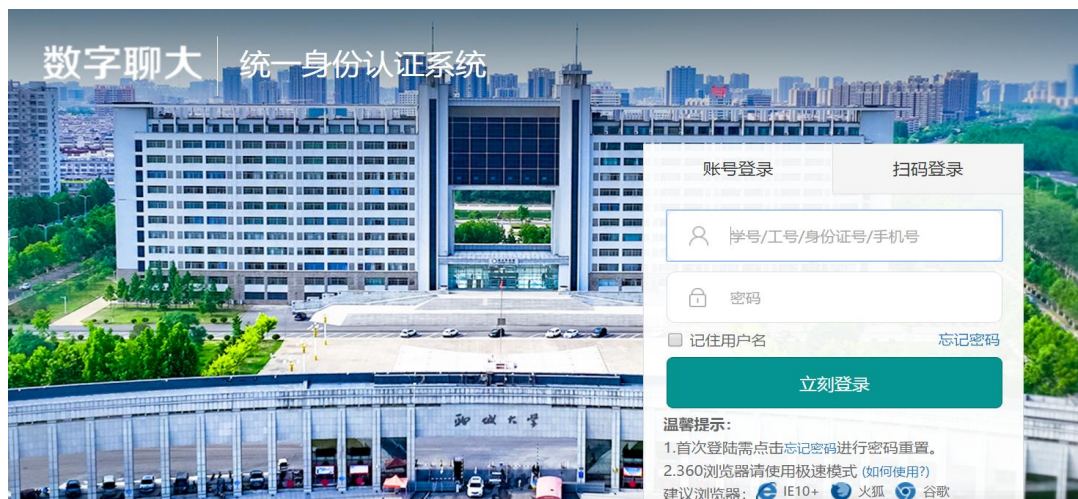 数字聊大
统一身份认证系统
账号登录 扫码登录
学号/工号/身份证号/手机号
密码
记住用户名 忘记密码
立刻登录
温馨提示：
1.首次登陆需点击忘记密码进行密码重置。
2.360浏览器请使用极速模式 (如何使用?)
建议浏览器： IE10+ 火狐 谷歌
聊城大学